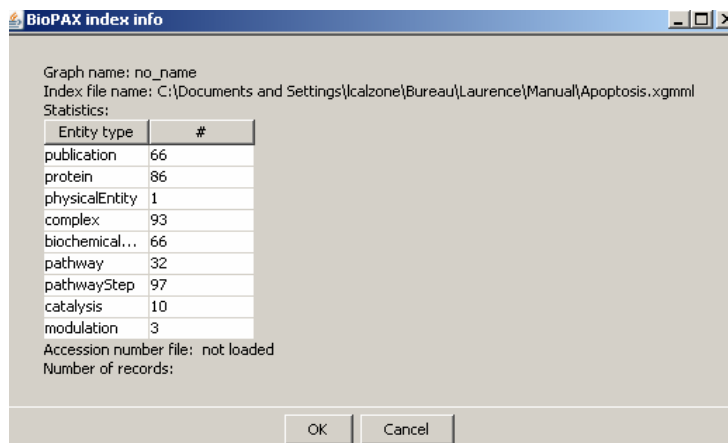 BioPAX index info
Graph name: no_name
Index file name: C:\Documents and Settings\lcalzone\Bureau\Laurence\Manual\Apoptosis.xgmml
Statistics:
Entity type #
publication 66
protein 86
physicalEntity 1
complex 93
biochemical... 66
pathway 32
pathwayStep 97
catalysis 10
modulation 3
Accession number file: not loaded
Number of records:
OK Cancel